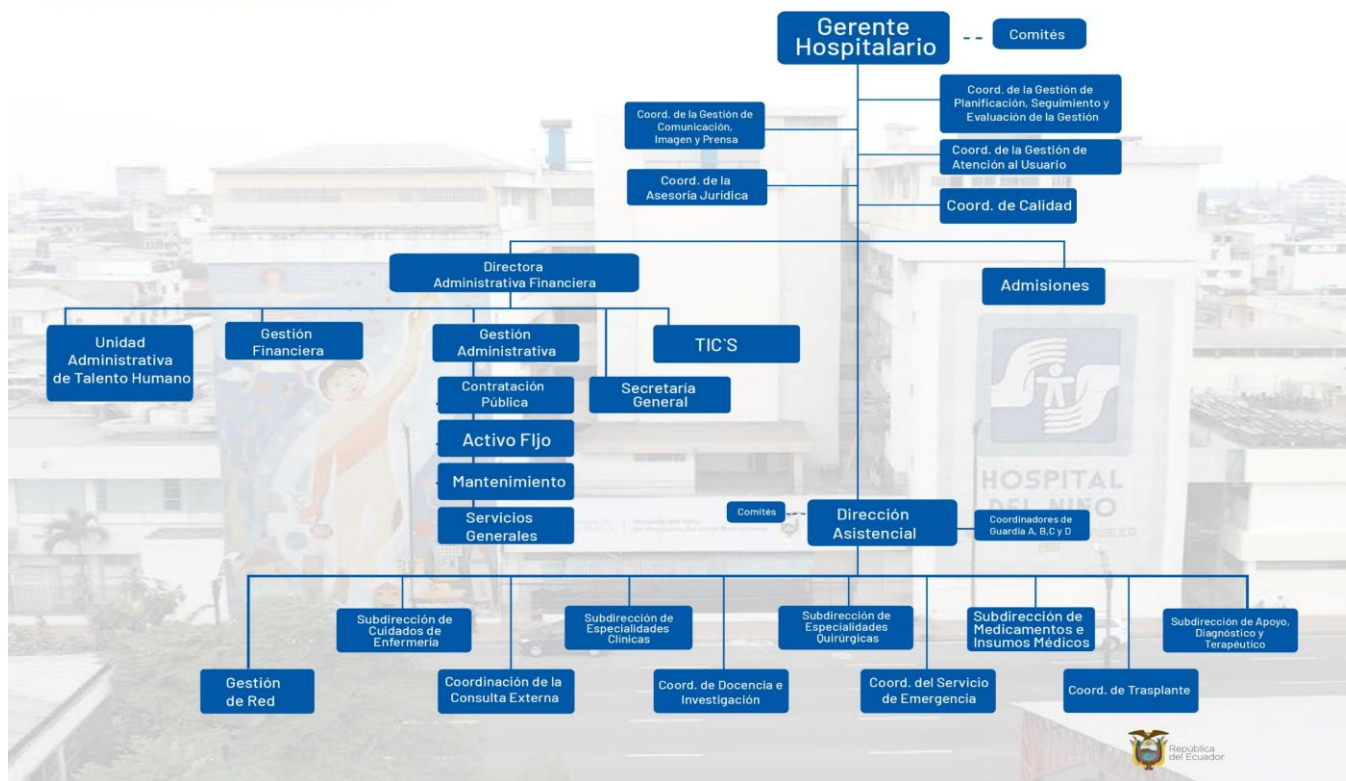 Gerente
Hospitalario
Comités
Coord. de la Gestión de
Planificación, Seguimiento y
Evaluación de la Gestión
Coord. de la Gestión de
Comunicación,
Imagen y Prensa
Coord. de la Gestión de
Atención al Usuario
Coord. de la
Asesoría Jurídica
Coord. de Calidad
Directora
Administrativa Financiera
Admisiones
Unidad
Administrativa
de Talento Humano
Gestión
Financiera
Gestión
Administrativa
TIC`S
Contratación
Pública
Secretaría
General
Activo FIjo
Mantenimiento
Servicios
Generales
HOSPITAL
DEL NIÑO
Comités
Dirección
Asistencial
Coordinadores de
Guardia A, B,C y D
Subdirección de
Cuidados de
Enfermería
Subdirección de
Especialidades
Clínicas
Subdirección de
Especialidades
Quirúrgicas
Subdirección de
Medicamentos e
Insumos Médicos
Subdirección de Apoyo,
Diagnóstico y
Terapéutico
Gestión
de Red
Coordinación de la
Consulta Externa
Coord. de Docencia e
Investigación
Coord. del Servicio
de Emergencia
Coord. de Trasplante
República
del Ecuador